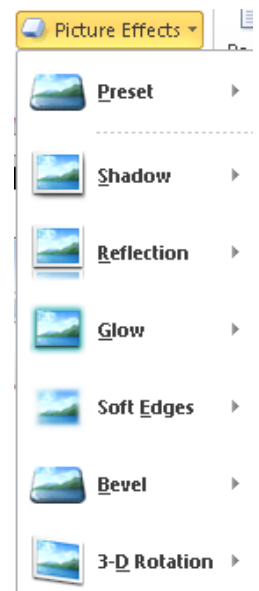 Picture Effects
Preset
Shadow
Reflection
Glow
Soft Edges
Bevel
3-D Rotation